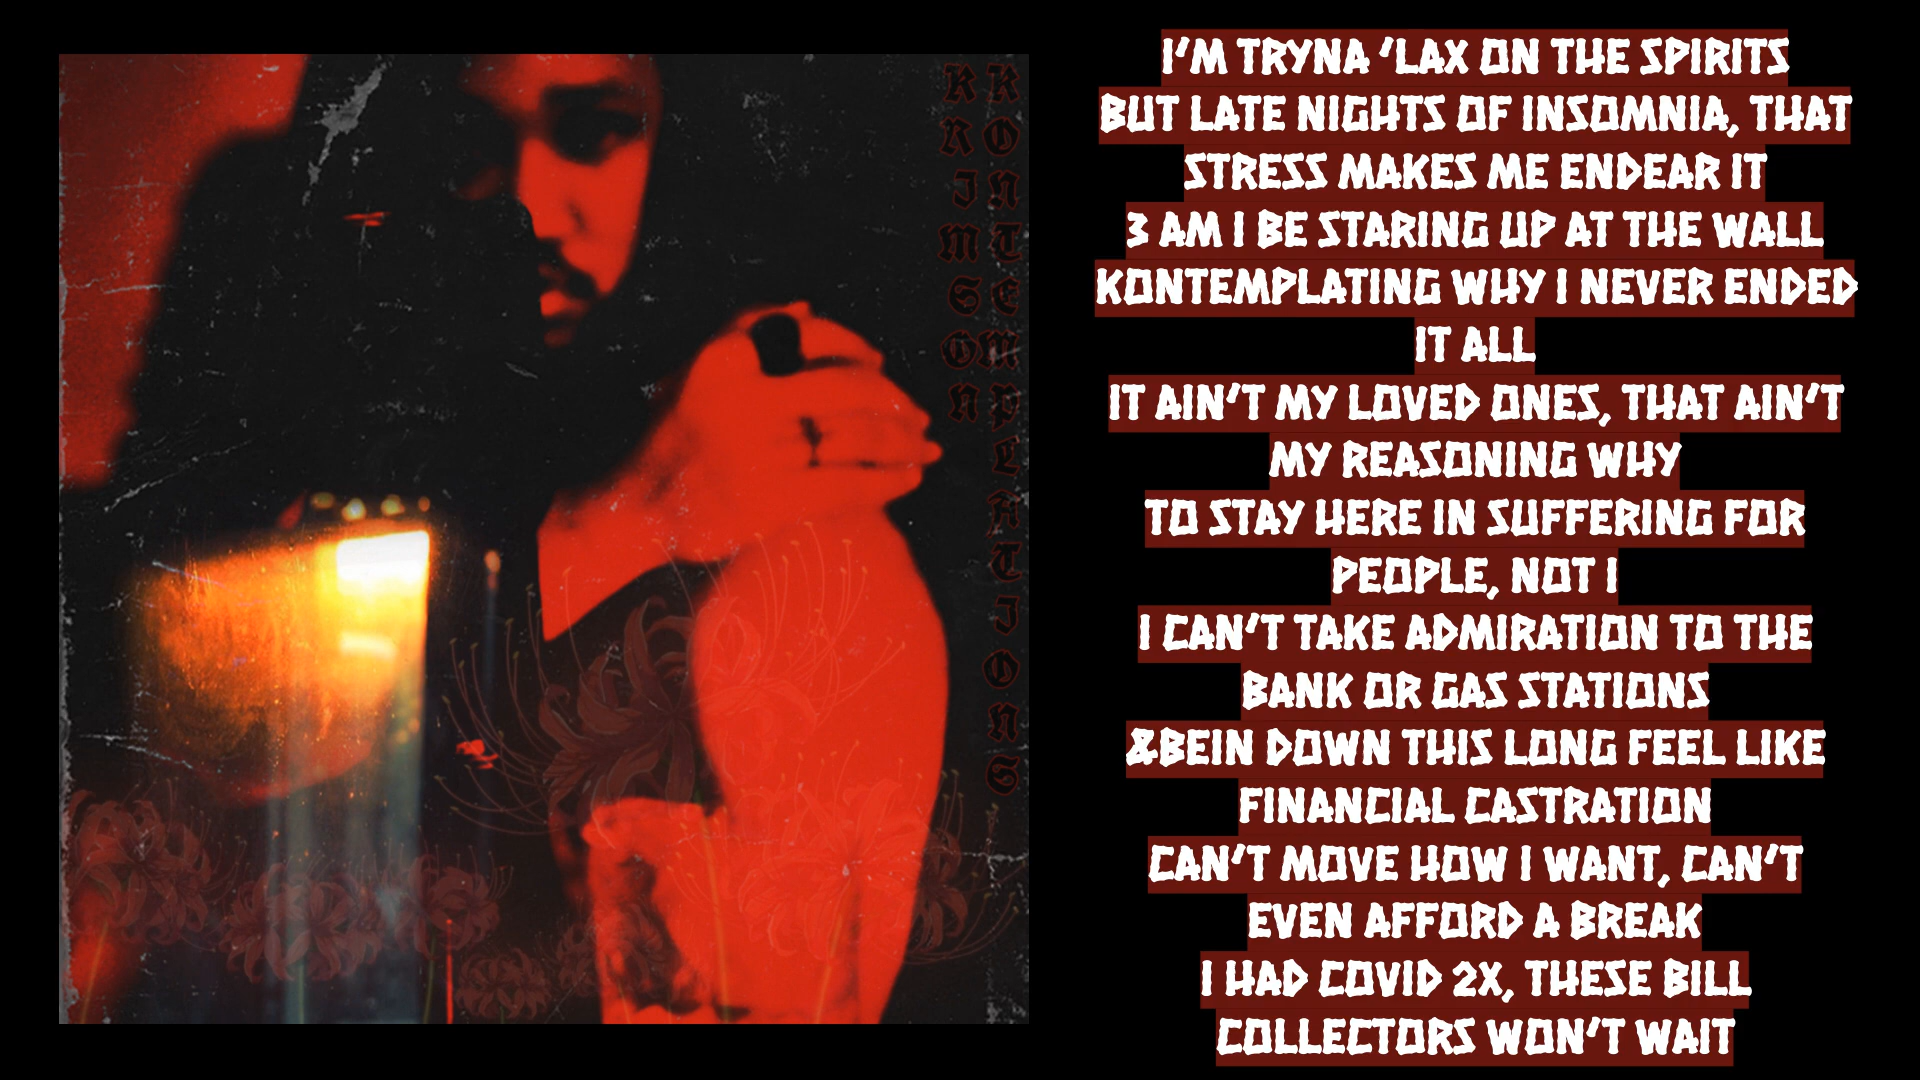 KRIMSON
KONTEMPLATIONS
I'M TRYNA 'LAX ON THE SPIRITS
BUT LATE NIGHTS OF INSOMNIA, THAT
STRESS MAKES ME ENDEAR IT
3 AM I BE STARING UP AT THE WALL
KONTEMPLATING WHY I NEVER ENDED
IT ALL
IT AIN'T MY LOVED ONES, THAT AIN'T
MY REASONING WHY
TO STAY HERE IN SUFFERING FOR
PEOPLE, NOT I
I CAN'T TAKE ADMIRATION TO THE
BANK OR GAS STATIONS
&BEIN DOWN THIS LONG FEEL LIKE
FINANCIAL CASTRATION
CAN'T MOVE HOW I WANT, CAN'T
EVEN AFFORD A BREAK
I HAD COVID 2X, THESE BILL
COLLECTORS WON'T WAIT